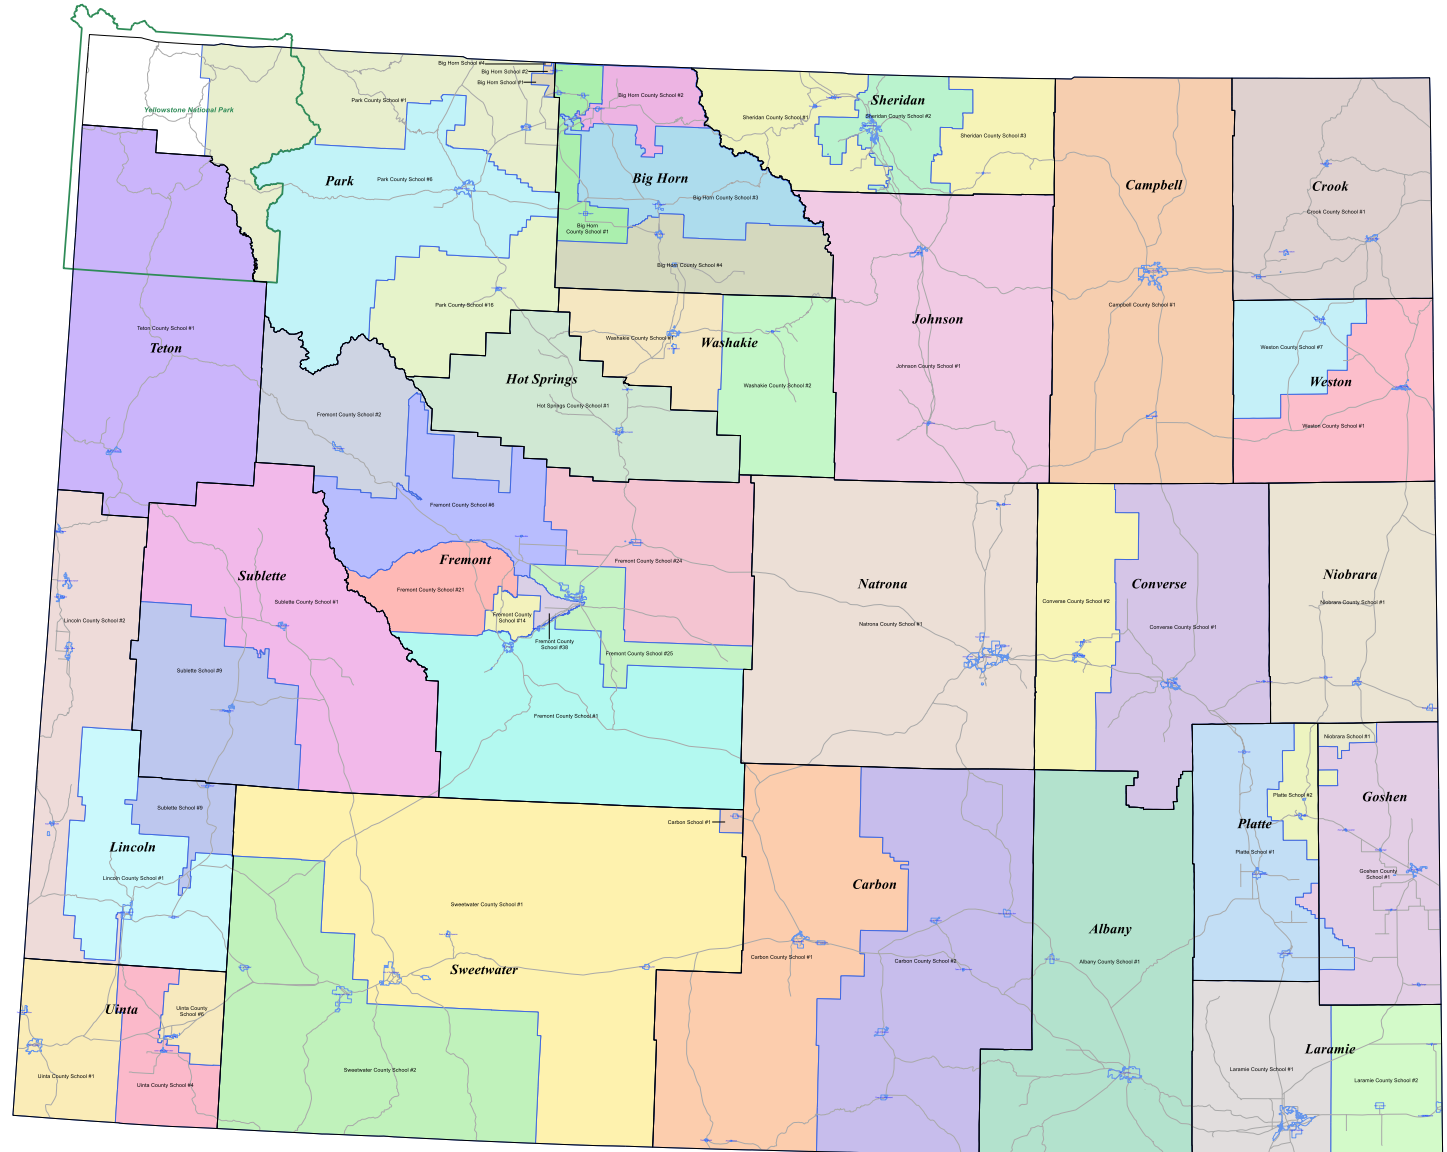 Big Horn School #4
Big Horn School #2
Big Horn School #1
Yellowstone National Park
Park County School #1
Big Horn County School #2
Sheridan
Sheridan County School #1
Sheridan County School #2
Sheridan County School #3
Park
Park County School #6
Big Horn
Big Horn County School #3
Campbell
Crook
Crook County School #1
Big Horn
County School #1
Big Horn County School #4
Park County School #16
Campbell County School #1
Teton County School #1
Teton
Washakie County School #1
Washakie
Johnson
Johnson County School #1
Weston County School #7
Weston
Hot Springs
Hot Springs County School #1
Washakie County School #2
Fremont County School #2
Weston County School #1
Fremont County School #6
Fremont
Fremont County School #24
Fremont County School #21
Sublette
Sublette County School #1
Natrona
Natrona County School #1
Converse
Converse County School #2
Converse County School #1
Niobrara
Niobrara County School #1
Lincoln County School #2
Fremont County
School #14
Fremont County
School #38
Fremont County School #25
Sublette School #9
Fremont County School #1
Niobrara School #1
Sublette School #9
Carbon School #1
Platte School #2
Goshen
Platte
Platte School #1
Goshen County
School #1
Lincoln
Lincoln County School #1
Carbon
Sweetwater County School #1
Albany
Albany County School #1
Carbon County School #1
Carbon County School #2
Sweetwater
Uinta
Uinta County
School #6
Uinta County School #1
Uinta County School #4
Sweetwater County School #2
Laramie
Laramie County School #1
Laramie County School #2